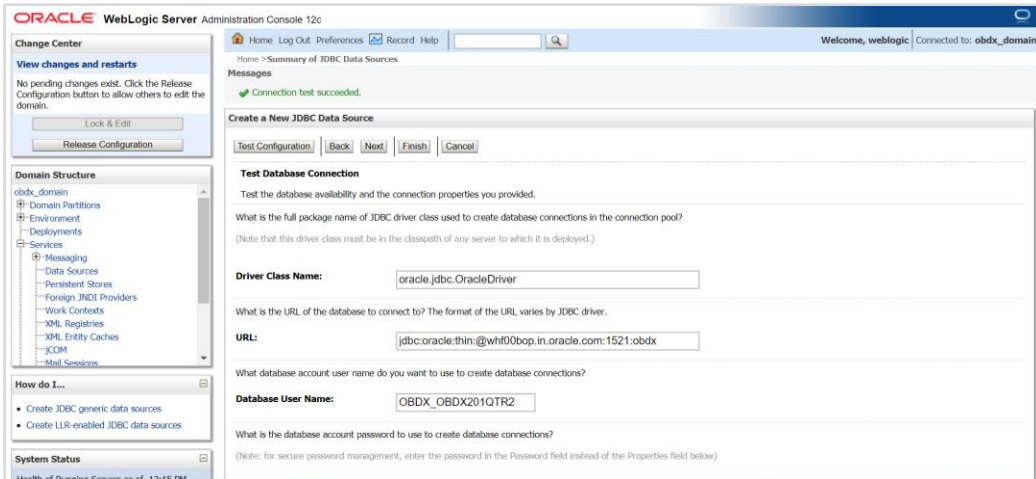 ORACLE WebLogic Server Administration Console 12c
Change Center
View changes and restarts
No pending changes exist. Click the Release
Configuration button to allow others to edit the
domain.
Lock & Edit
Release Configuration
Domain Structure
obdx_domain
Domain Partitions
Environment
Deployments
Services
Messaging
Data Sources
Persistent Stores
Foreign JNDI Providers
Work Contexts
XML Registries
XML Entity Caches
jCOM
Mail Sessions
How do I...
Create JDBC generic data sources
Create LLR-enabled JDBC data sources
System Status
Health of Running Servers as of 12:15 PM
Home Log Out Preferences Record Help
Welcome, weblogic Connected to: obdx_domain
Home >Summary of JDBC Data Sources
Messages
Connection test succeeded.
Create a New JDBC Data Source
Test Configuration Back Next Finish Cancel
Test Database Connection
Test the database availability and the connection properties you provided.
What is the full package name of JDBC driver class used to create database connections in the connection pool?
(Note that this driver class must be in the classpath of any server to which it is deployed.)
Driver Class Name: oracle.jdbc.OracleDriver
What is the URL of the database to connect to? The format of the URL varies by JDBC driver.
URL: jdbc:oracle:thin:@whf00bop.in.oracle.com:1521:obdx
What database account user name do you want to use to create database connections?
Database User Name: OBDX_OBDX201QTR2
What is the database account password to use to create database connections?
(Note: for secure password management, enter the password in the Password field instead of the Properties field below)